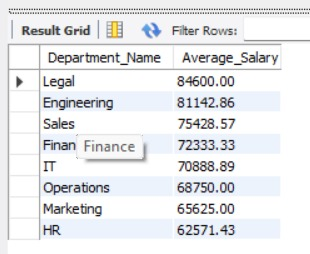 Result Grid Filter Rows:
Department_Name Average_Salary
Legal 84600.00
Engineering 81142.86
Sales 75428.57
Finan Finance 72333.33
IT 70888.89
Operations 68750.00
Marketing 65625.00
HR 62571.43